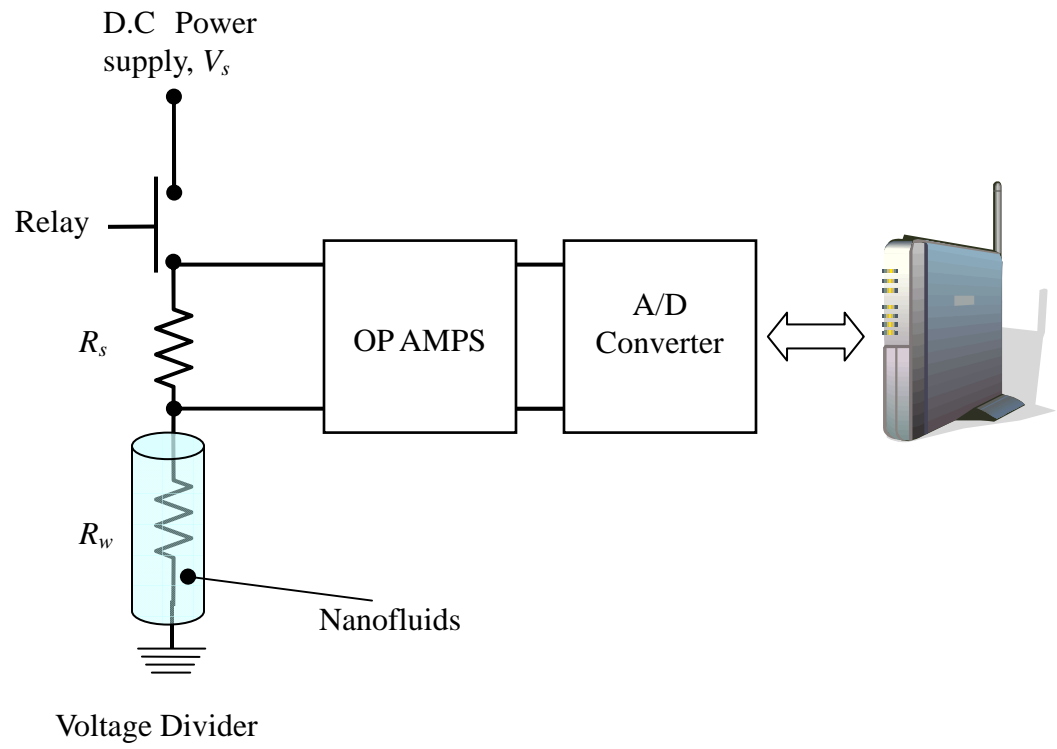 D.C Power
supply, Vs
Relay
Rs
OP AMPS
A/D
Converter
Rw
Nanofluids
Voltage Divider